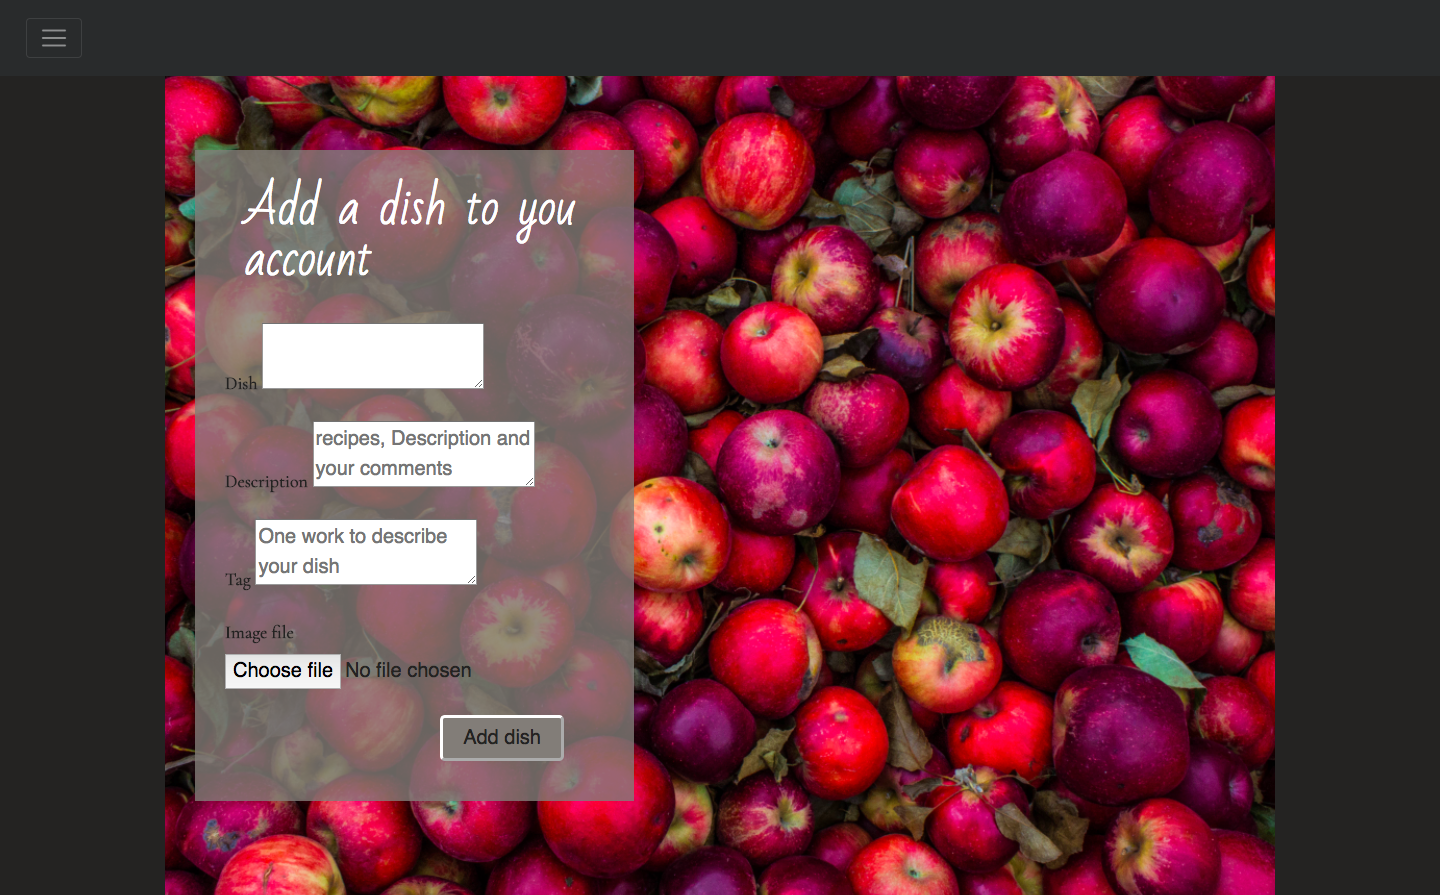 Add a dish to you
account
Dish
Description
recipes, Description and
your comments
Tag
One work to describe
your dish
Image file
Choose file No file chosen
Add dish